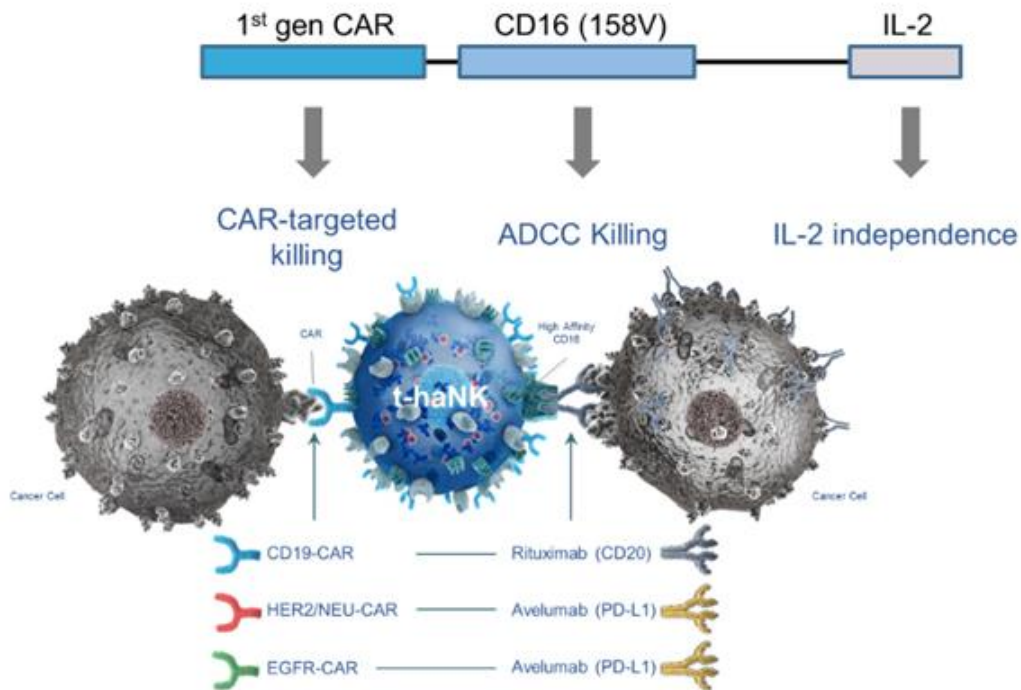 1st gen CAR
CD16 (158V)
IL-2
CAR-targeted
killing
ADCC Killing
IL-2 independence
CAR
High Affinity
CD16
t-haNK
Cancer Cell
Cancer Cell
CD19-CAR
Rituximab (CD20)
HER2/NEU-CAR
Avelumab (PD-L1)
EGFR-CAR
Avelumab (PD-L1)